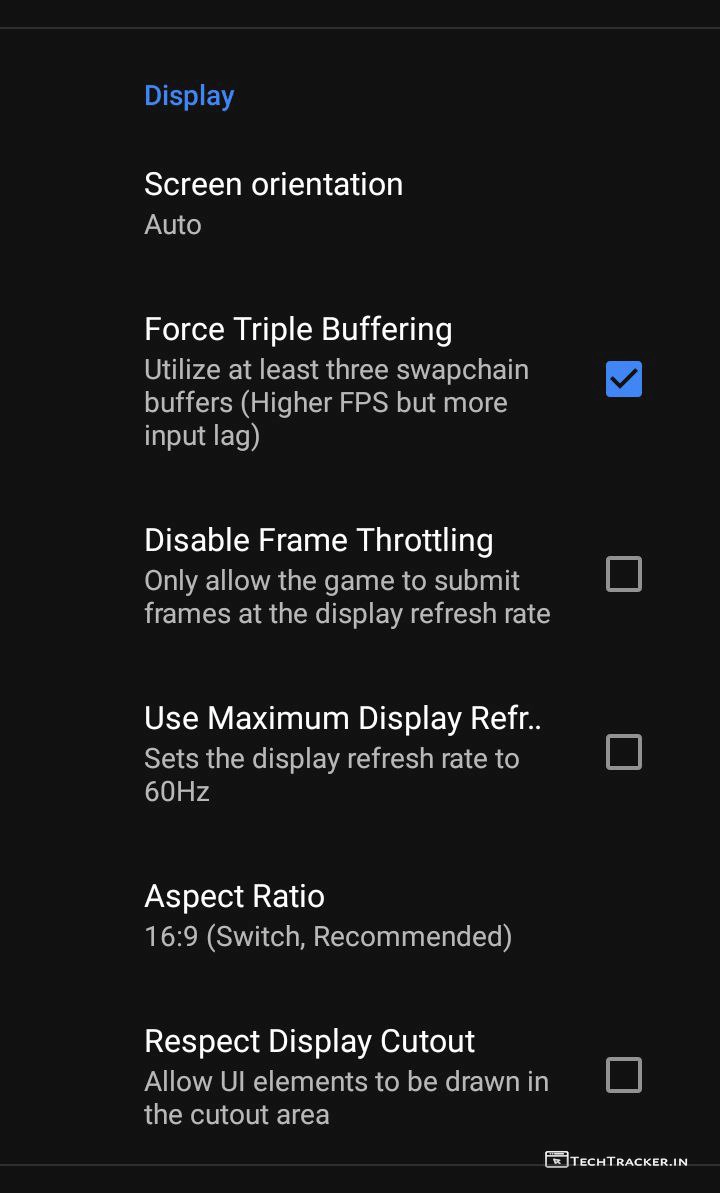 Display
Screen orientation
Auto
Force Triple Buffering
Utilize at least three swapchain
buffers (Higher FPS but more
input lag)
Disable Frame Throttling
Only allow the game to submit
frames at the display refresh rate
Use Maximum Display Refr..
Sets the display refresh rate to
60Hz
Aspect Ratio
16:9 (Switch, Recommended)
Respect Display Cutout
Allow UI elements to be drawn in
the cutout area
TECHTRACKER.IN